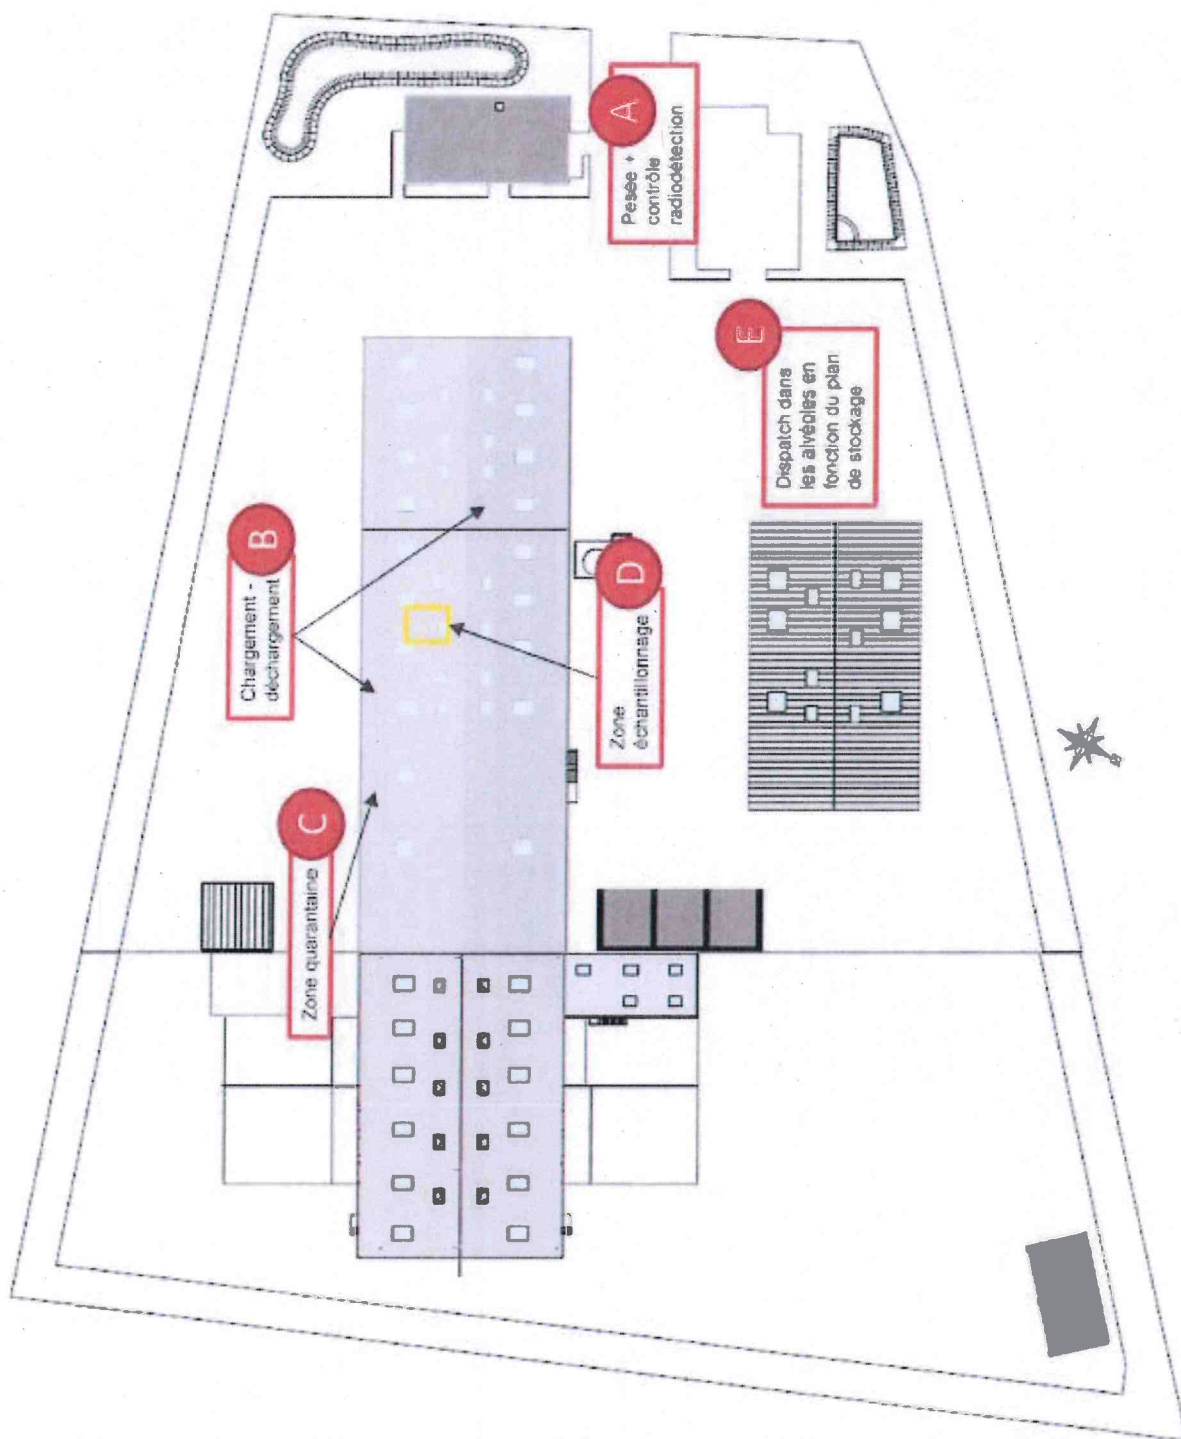 A
Pesée +
contrôle
radiodétection
B
Chargement -
déchargement
C
Zone quarantaine
D
Zone
échantillonnage
E
Dispatch dans
les alvéoles en
fonction du plan
de stockage